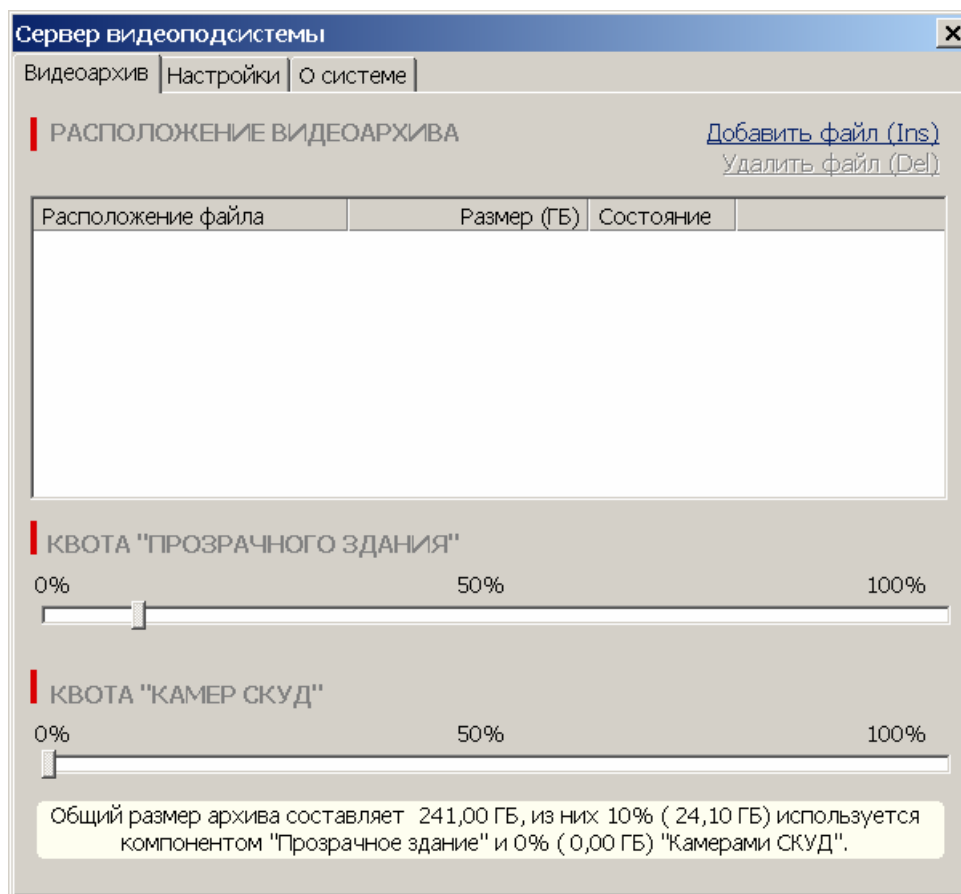 Сервер видеоподсистемы
Видеоархив Настройки О системе
РАСПОЛОЖЕНИЕ ВИДЕОАРХИВА
Добавить файл (Ins)
Удалить файл (Del)
Расположение файла Размер (ГБ) Состояние
КВОТА "ПРОЗРАЧНОГО ЗДАНИЯ"
0% 50% 100%
КВОТА "КАМЕР СКУД"
0% 50% 100%
Общий размер архива составляет 241,00 ГБ, из них 10% ( 24,10 ГБ) используется
компонентом "Прозрачное здание" и 0% ( 0,00 ГБ) "Камерами СКУД".